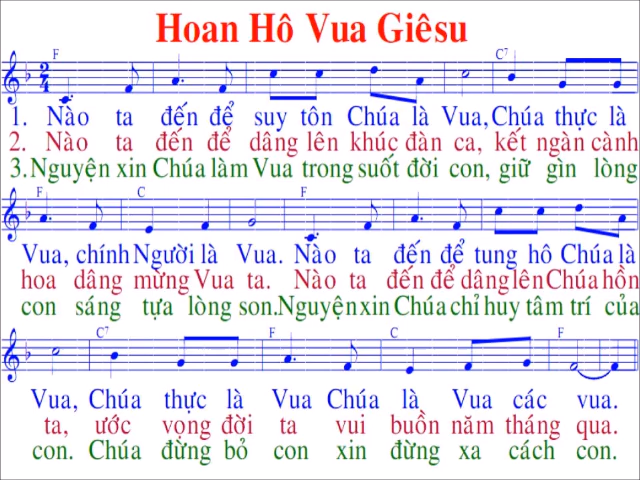 Hoan Hô Vua Giêsu
F F C7
2
4
1. Nào ta đến để suy tôn Chúa là Vua, Chúa thực là
2. Nào ta đến để dâng lên khúc đàn ca, kết ngàn cành
3. Nguyện xin Chúa làm Vua trong suốt đời con, giữ gìn lòng
F C F
Vua, chính Người là Vua. Nào ta đến để tung hô Chúa là
hoa dâng mừng Vua ta. Nào ta đến để dâng lên Chúa hồn
con sáng tựa lòng son. Nguyện xin Chúa chỉ huy tâm trí của
C7 F C F
Vua, Chúa thực là Vua Chúa là Vua các vua.
ta, ước vọng đời ta vui buồn năm tháng qua.
con. Chúa đừng bỏ con xin đừng xa cách con.